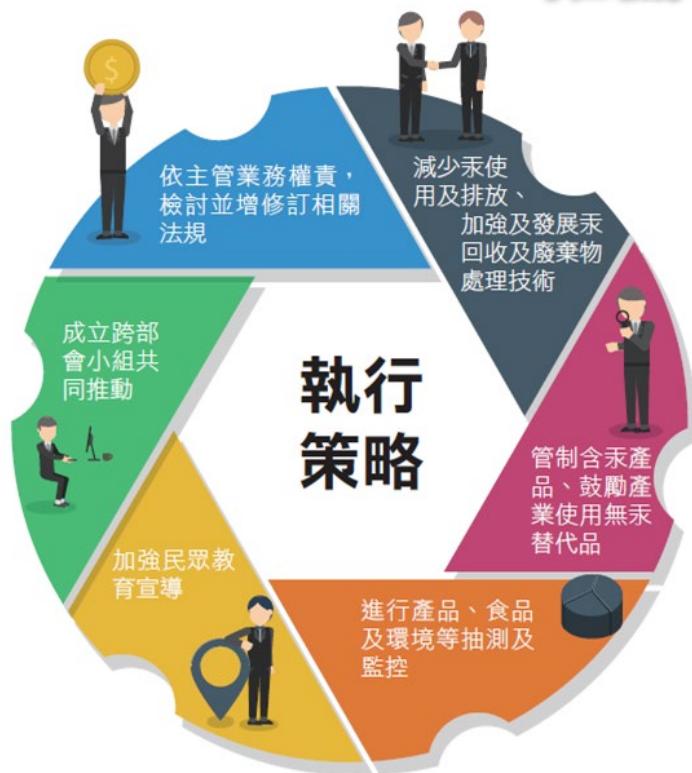 依主管業務權責，
檢討並增修訂相關
法規
減少汞使
用及排放、
加強及發展汞
回收及廢棄物
處理技術
管制含汞產
品、鼓勵產
業使用無汞
替代品
進行產品、食品
及環境等抽測及
監控
加強民眾教
育宣導
成立跨部
會小組共
同推動
執行
策略